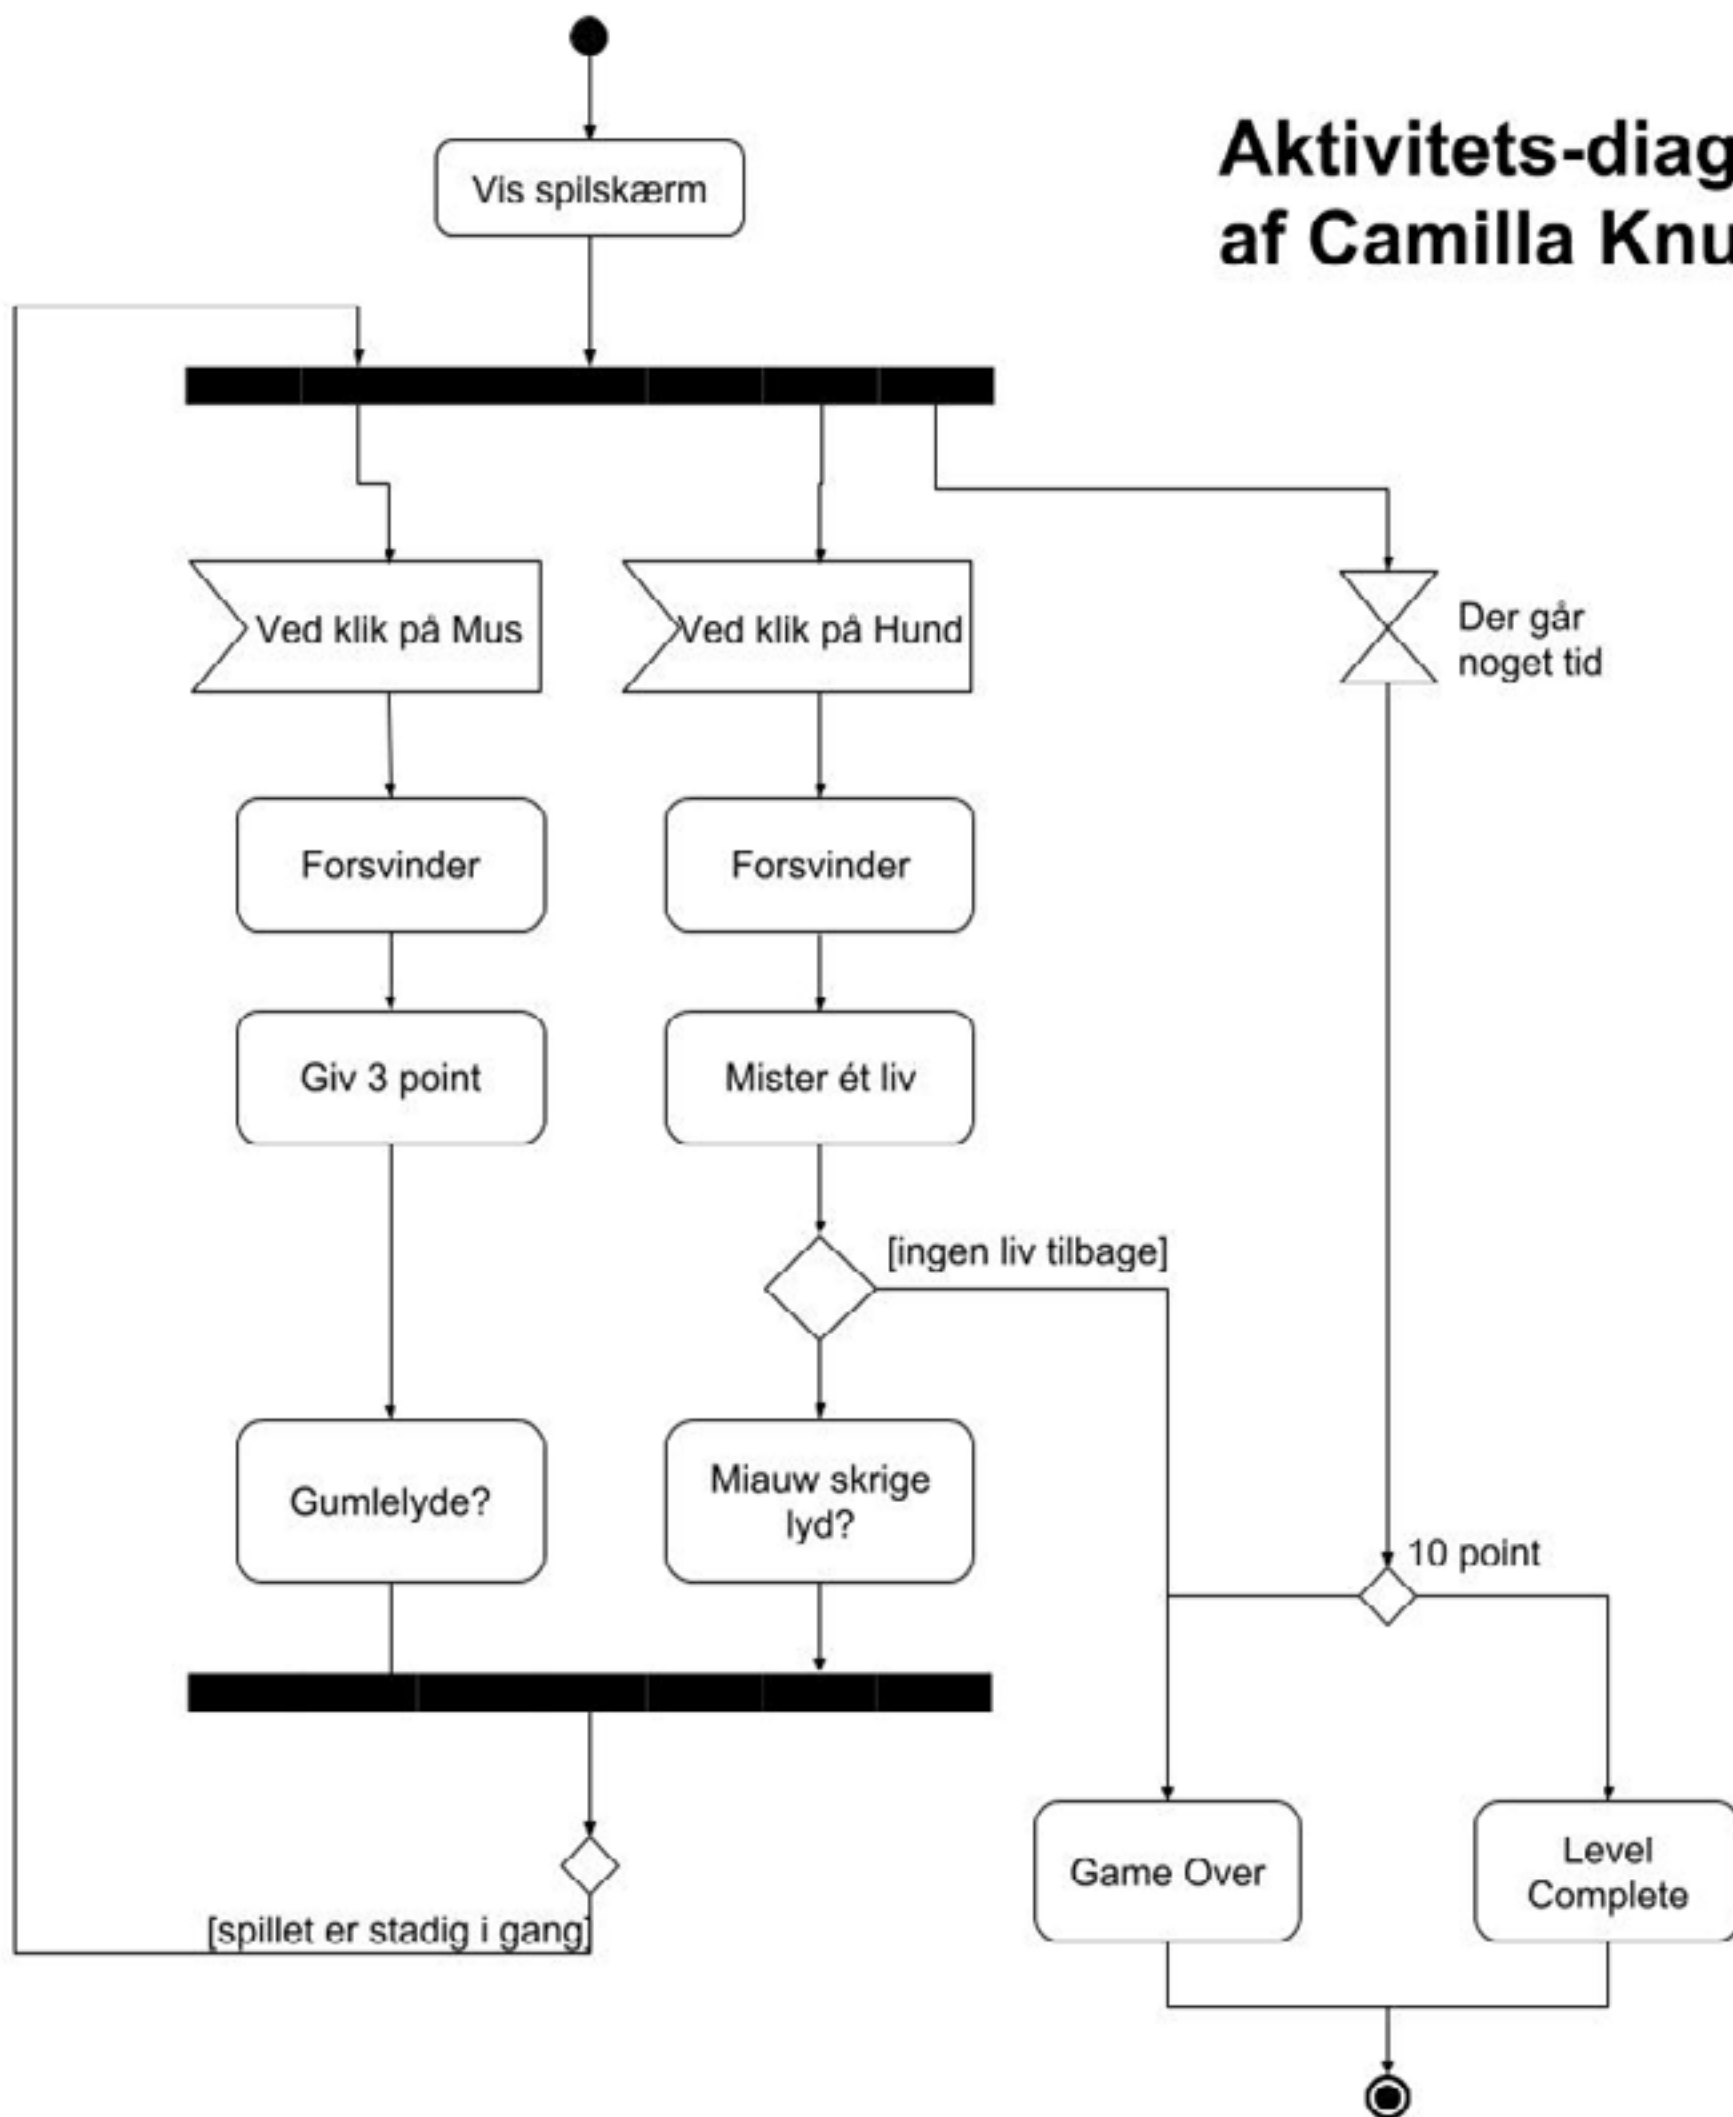 Aktivitets-diag
af Camilla Knu
Vis spilskærm
Ved klik på Mus
Ved klik på Hund
Der går
noget tid
Forsvinder
Forsvinder
Giv 3 point
Mister ét liv
[ingen liv tilbage]
Gumlelyde?
Miauw skrige
lyd?
10 point
Game Over
Level
Complete
[spillet er stadig i gang]